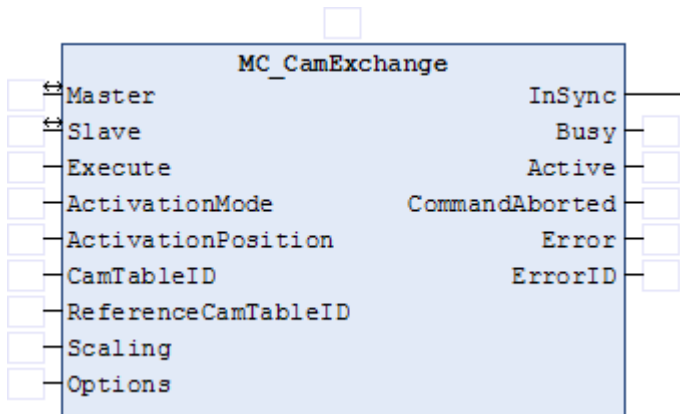 MC_CamExchange
Master InSync
Slave Busy
Execute Active
ActivationMode CommandAborted
ActivationPosition Error
CamTableID ErrorID
ReferenceCamTableID
Scaling
Options